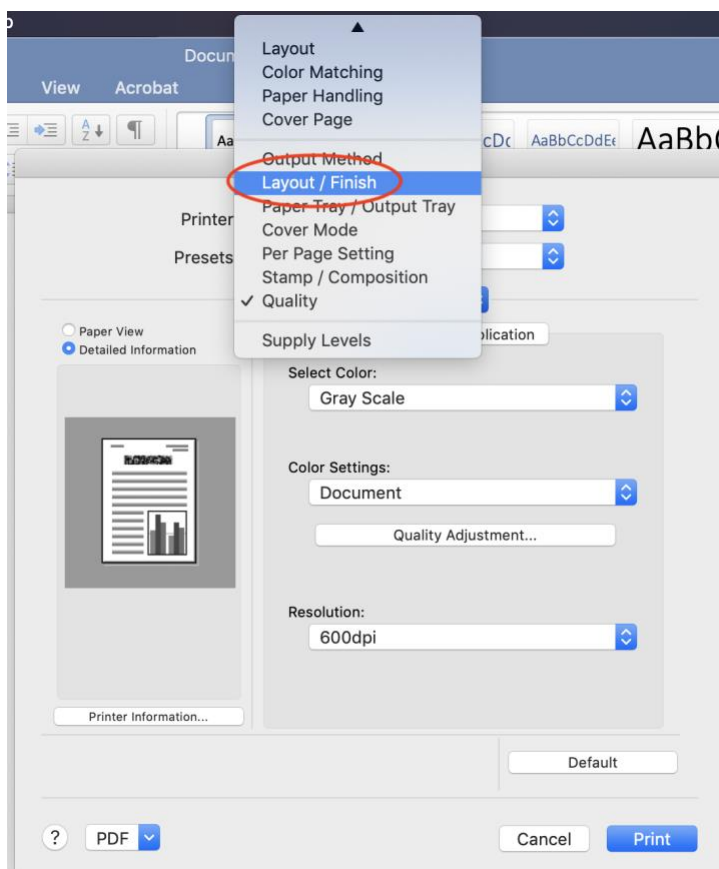 Docum
View Acrobat
Aa
cDc AaBbCcDdEe AaBb
Layout
Color Matching
Paper Handling
Cover Page
Output Method
Layout / Finish
Paper Tray / Output Tray
Cover Mode
Per Page Setting
Stamp / Composition
✓ Quality
Supply Levels
Printer
Presets
Paper View
Detailed Information
plication
Select Color:
Gray Scale
Color Settings:
Document
Quality Adjustment...
Resolution:
600dpi
Printer Information...
Default
? PDF
Cancel Print